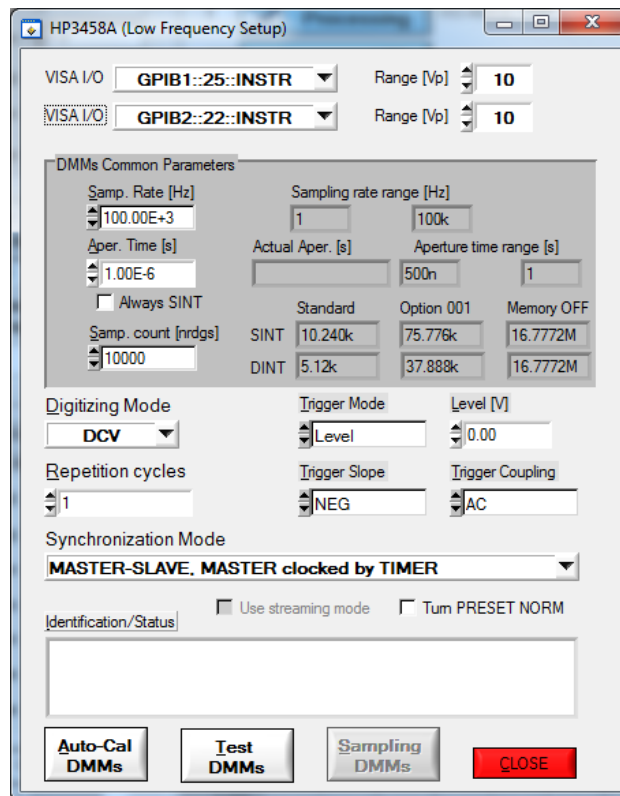 Processing
HP3458A (Low Frequency Setup)
VISA I/O GPIB1::25::INSTR Range [Vp] 10
VISA I/O GPIB2::22::INSTR Range [Vp] 10
DMMs Common Parameters
Samp. Rate [Hz] Sampling rate range [Hz]
100.00E+3 1 100k
Aper. Time [s] Actual Aper. [s] Aperture time range [s]
1.00E-6 500n 1
Always SINT Standard Option 001 Memory OFF
Samp. count [nrdgs] SINT 10.240k 75.776k 16.7772M
10000 DINT 5.12k 37.888k 16.7772M
Digitizing Mode Trigger Mode Level [V]
DCV Level 0.00
Repetition cycles Trigger Slope Trigger Coupling
1 NEG AC
Synchronization Mode
MASTER-SLAVE, MASTER clocked by TIMER
Use streaming mode Turn PRESET NORM
Identification/Status
Auto-Cal Test Sampling CLOSE
DMMs DMMs DMMs